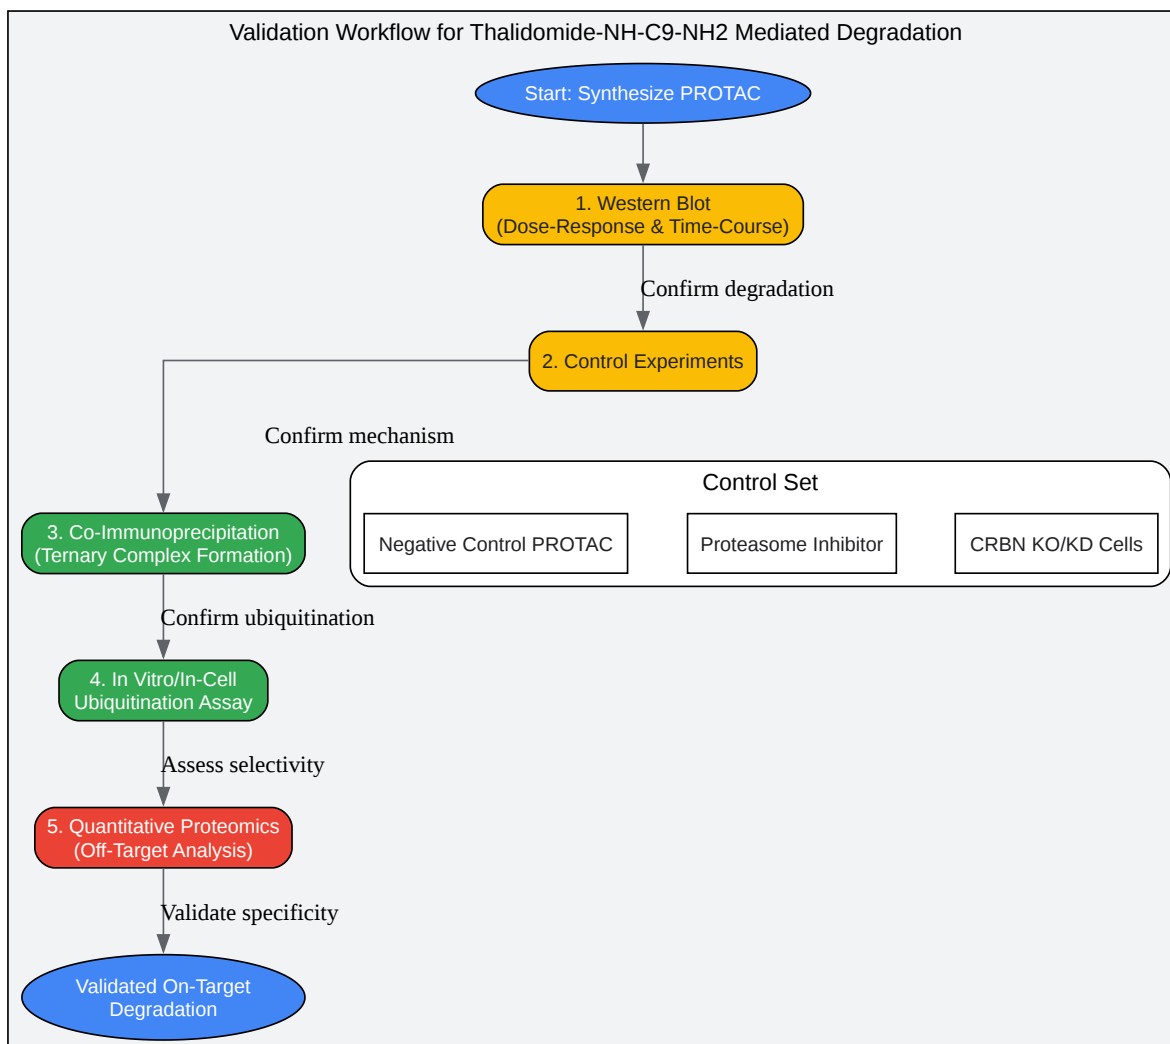 Validation Workflow for Thalidomide-NH-C9-NH2 Mediated Degradation
Start: Synthesize PROTAC
1. Western Blot
(Dose-Response & Time-Course)
Confirm degradation
2. Control Experiments
Confirm mechanism
Control Set
Negative Control PROTAC
Proteasome Inhibitor
CRBN KO/KD Cells
3. Co-Immunoprecipitation
(Ternary Complex Formation)
Confirm ubiquitination
4. In Vitro/In-Cell
Ubiquitination Assay
Assess selectivity
5. Quantitative Proteomics
(Off-Target Analysis)
Validate specificity
Validated On-Target
Degradation